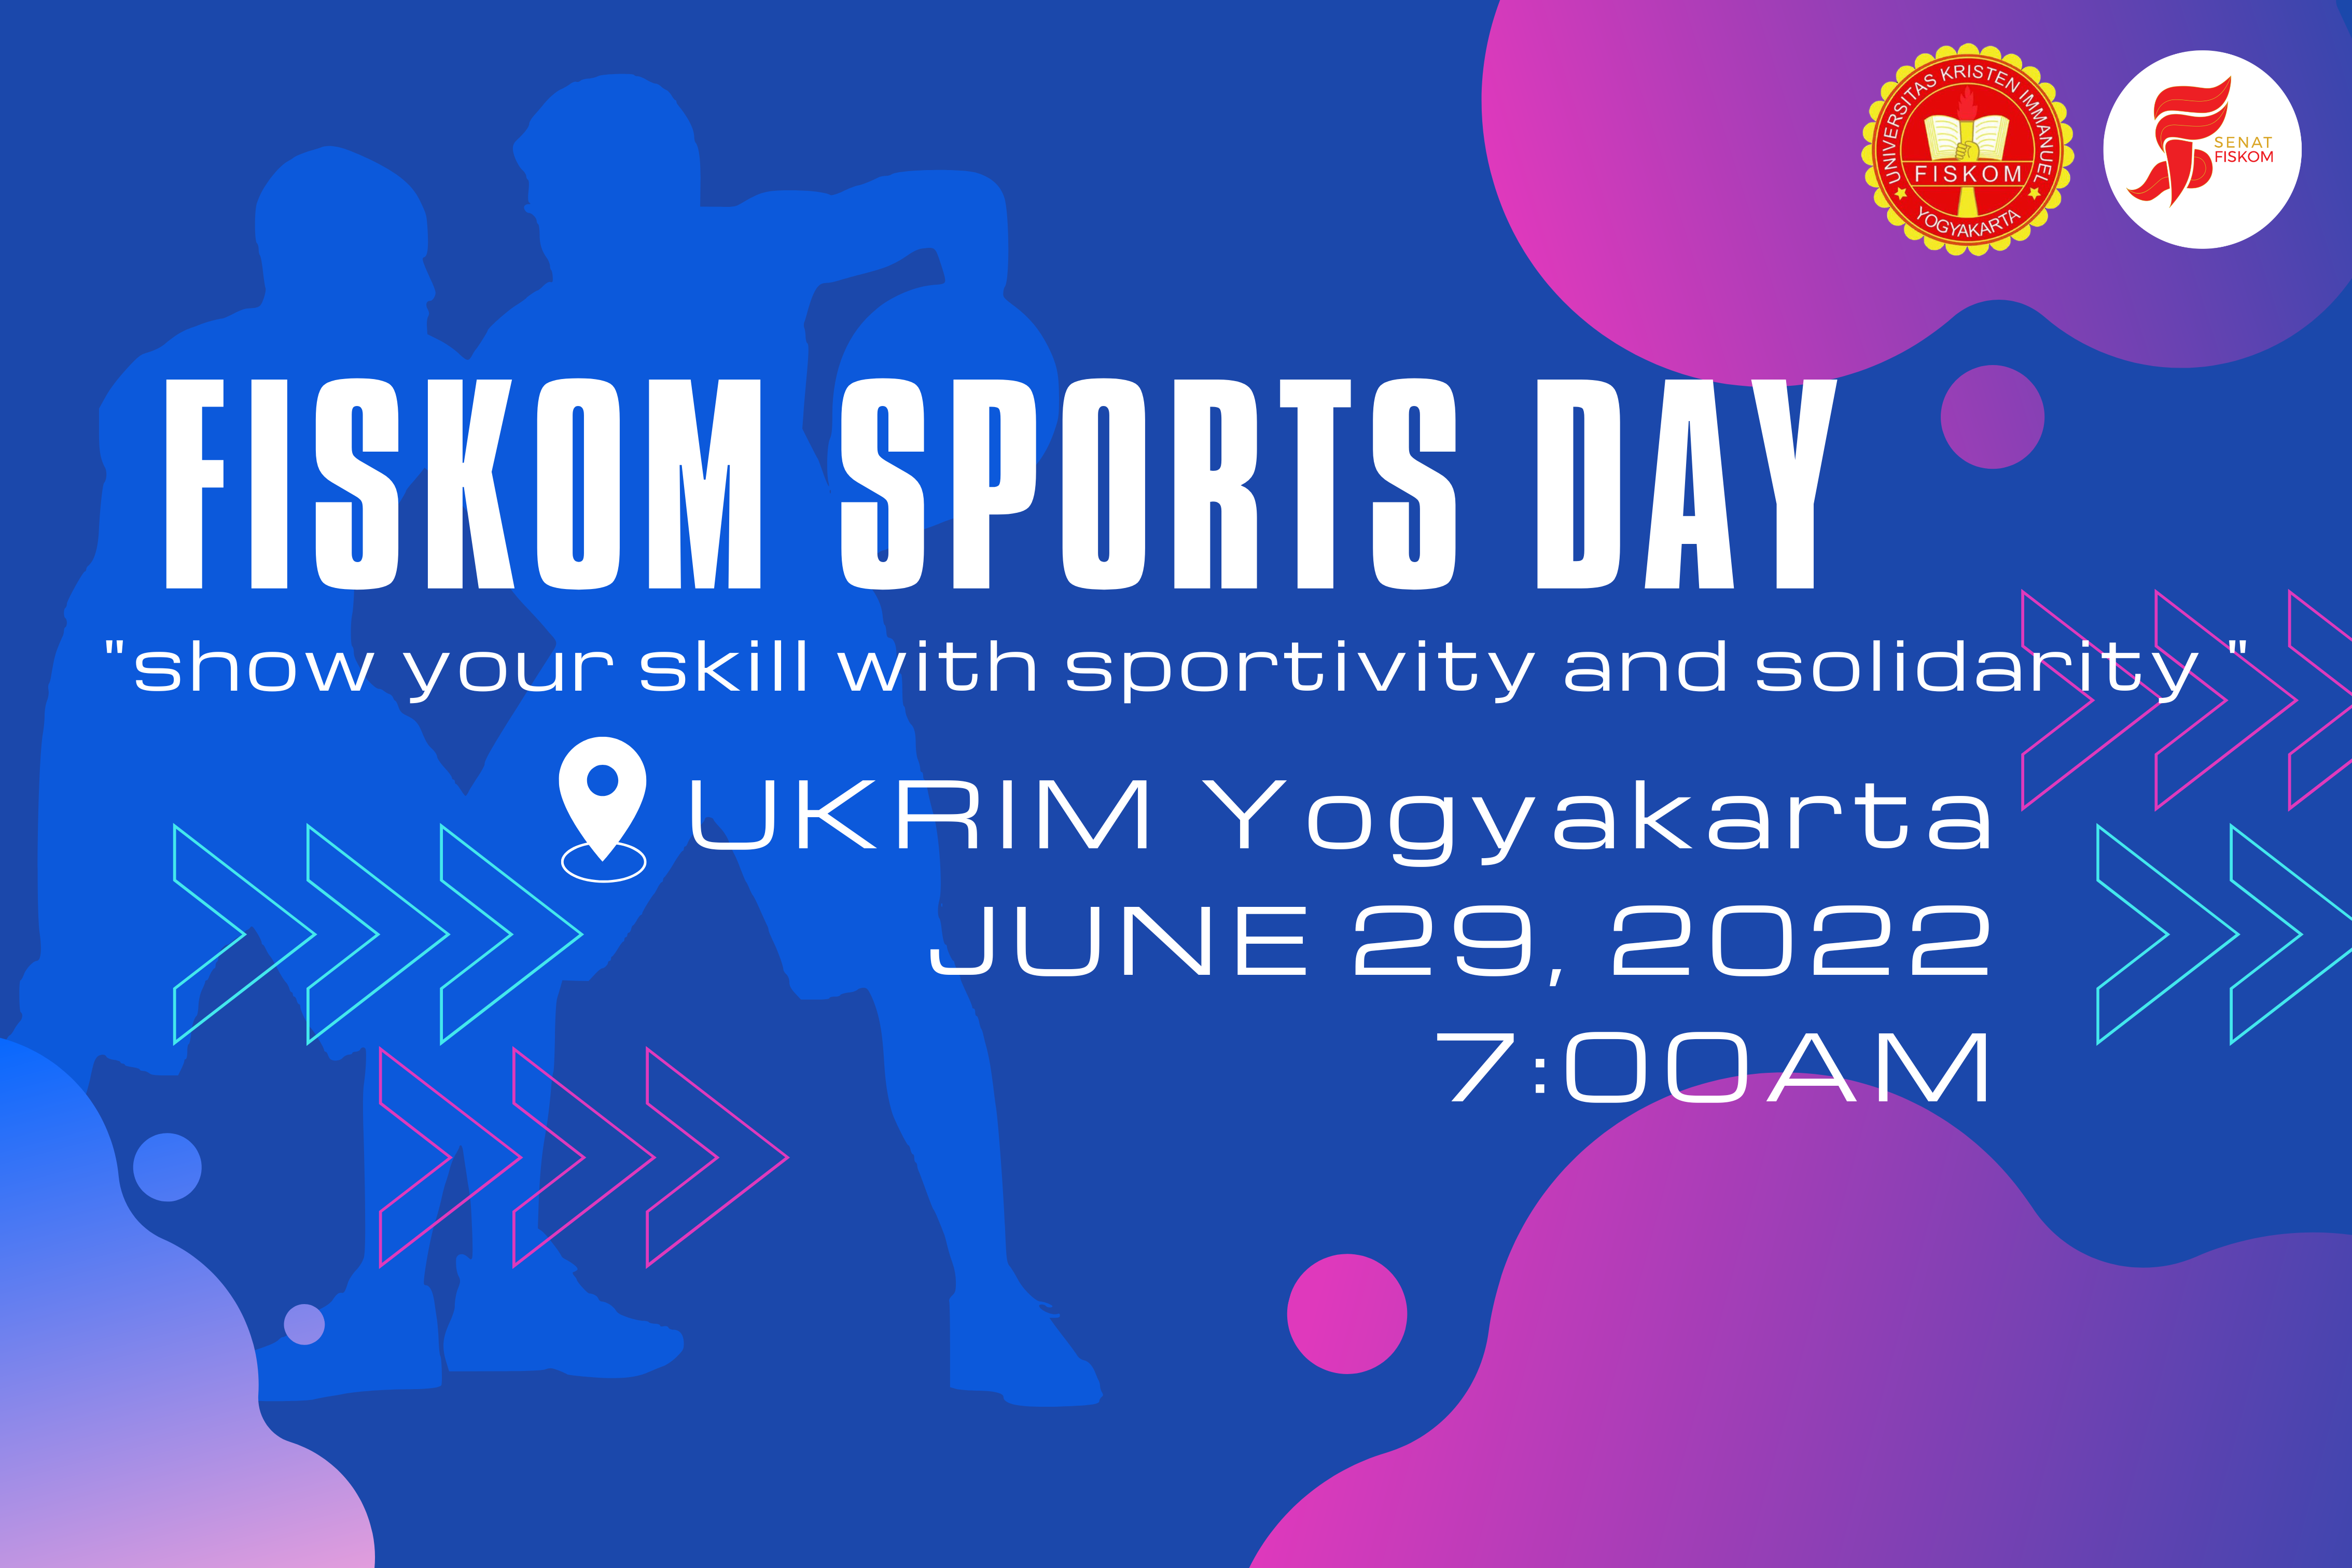 UNIVERSITAS KRISTEN IMMANUEL
FISKOM
YOGYAKARTA
SENAT
FISKOM
FISKOM SPORTS DAY
"show your skill with sportivity and solidarity "
UKRIM Yogyakarta
JUNE 29, 2022
7:00AM